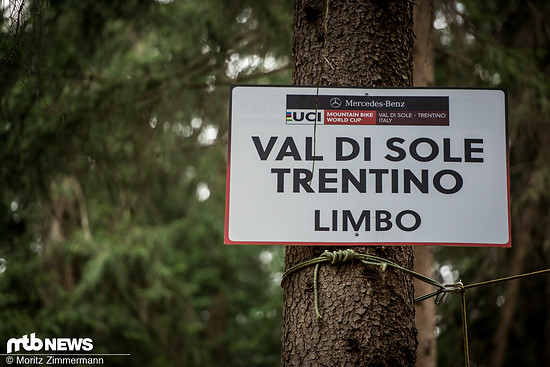 Mercedes-Benz
UCI MOUNTAIN BIKE WORLD CUP VAL DI SOLE - TRENTINO ITALY
VAL DI SOLE
TRENTINO
LIMBO
mtb NEWS
© Moritz Zimmermann